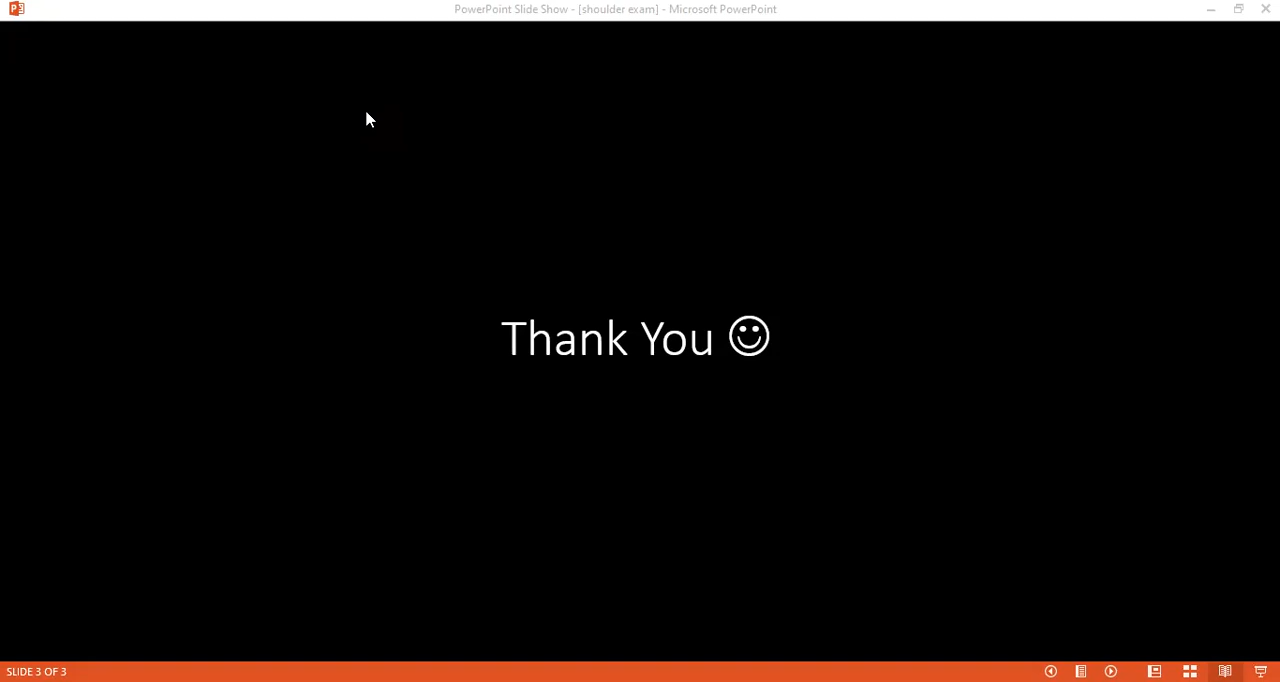 PowerPoint Slide Show - [shoulder exam] - Microsoft PowerPoint
Thank You ☺
SLIDE 3 OF 3